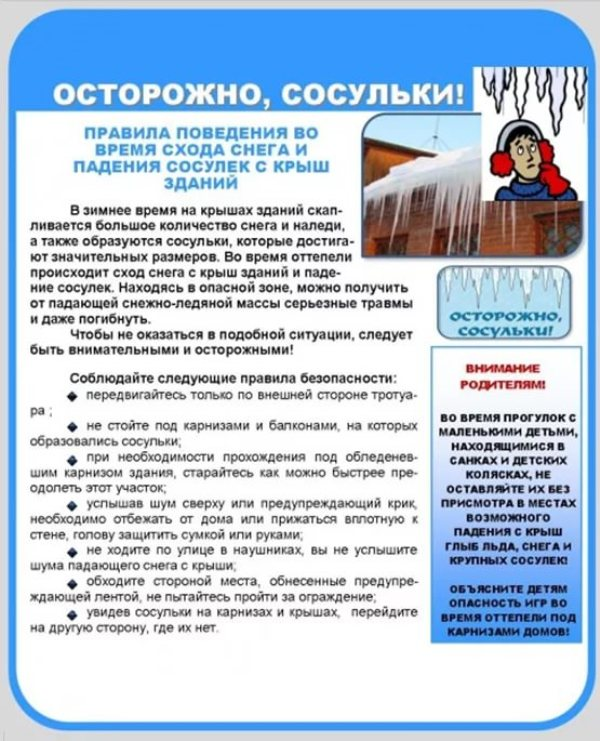 ОСТОРОЖНО, СОСУЛЬКИ!
ПРАВИЛА ПОВЕДЕНИЯ ВО
ВРЕМЯ СХОДА СНЕГА И
ПАДЕНИЯ СОСУЛЕК С КРЫШ
ЗДАНИЙ
В зимнее время на крышах зданий скап-
ливается большое количество снега и наледи,
а также образуются сосульки, которые достига-
ют значительных размеров. Во время оттепели
происходит сход снега с крыш зданий и паде-
ние сосулек. Находясь в опасной зоне, можно получить
от падающей снежно-ледяной массы серьезные травмы
и даже погибнуть.
Чтобы не оказаться в подобной ситуации, следует
быть внимательными и осторожными!
Соблюдайте следующие правила безопасности:
передвигайтесь только по внешней стороне тротуа-
ра ;
не стойте под карнизами и балконами, на которых
образовались сосульки;
при необходимости прохождения под обледенев-
шим карнизом здания, старайтесь как можно быстрее пре-
одолеть этот участок;
услышав шум сверху или предупреждающий крик,
необходимо отбежать от дома или прижаться вплотную к
стене, голову защитить сумкой или руками;
не ходите по улице в наушниках, вы не услышите
шума падающего снега с крыши;
обходите стороной места, обнесенные предупре-
ждающей лентой, не пытайтесь пройти за ограждение;
увидев сосульки на карнизах и крышах, перейдите
на другую сторону, где их нет.
ОСТОРОЖНО,
СОСУЛЬКИ!
ВНИМАНИЕ
РОДИТЕЛЯМ!
ВО ВРЕМЯ ПРОГУЛОК С
МАЛЕНЬКИМИ ДЕТЬМИ,
НАХОДЯЩИМИСЯ В
САНКАХ И ДЕТСКИХ
КОЛЯСКАХ, НЕ
ОСТАВЛЯЙТЕ ИХ БЕЗ
ПРИСМОТРА В МЕСТАХ
ВОЗМОЖНОГО
ПАДЕНИЯ С КРЫШ
ГЛЫБ ЛЬДА, СНЕГА И
КРУПНЫХ СОСУЛЕК!
ОБЪЯСНИТЕ ДЕТЯМ
ОПАСНОСТЬ ИГР ВО
ВРЕМЯ ОТТЕПЕЛИ ПОД
КАРНИЗАМИ ДОМОВ!